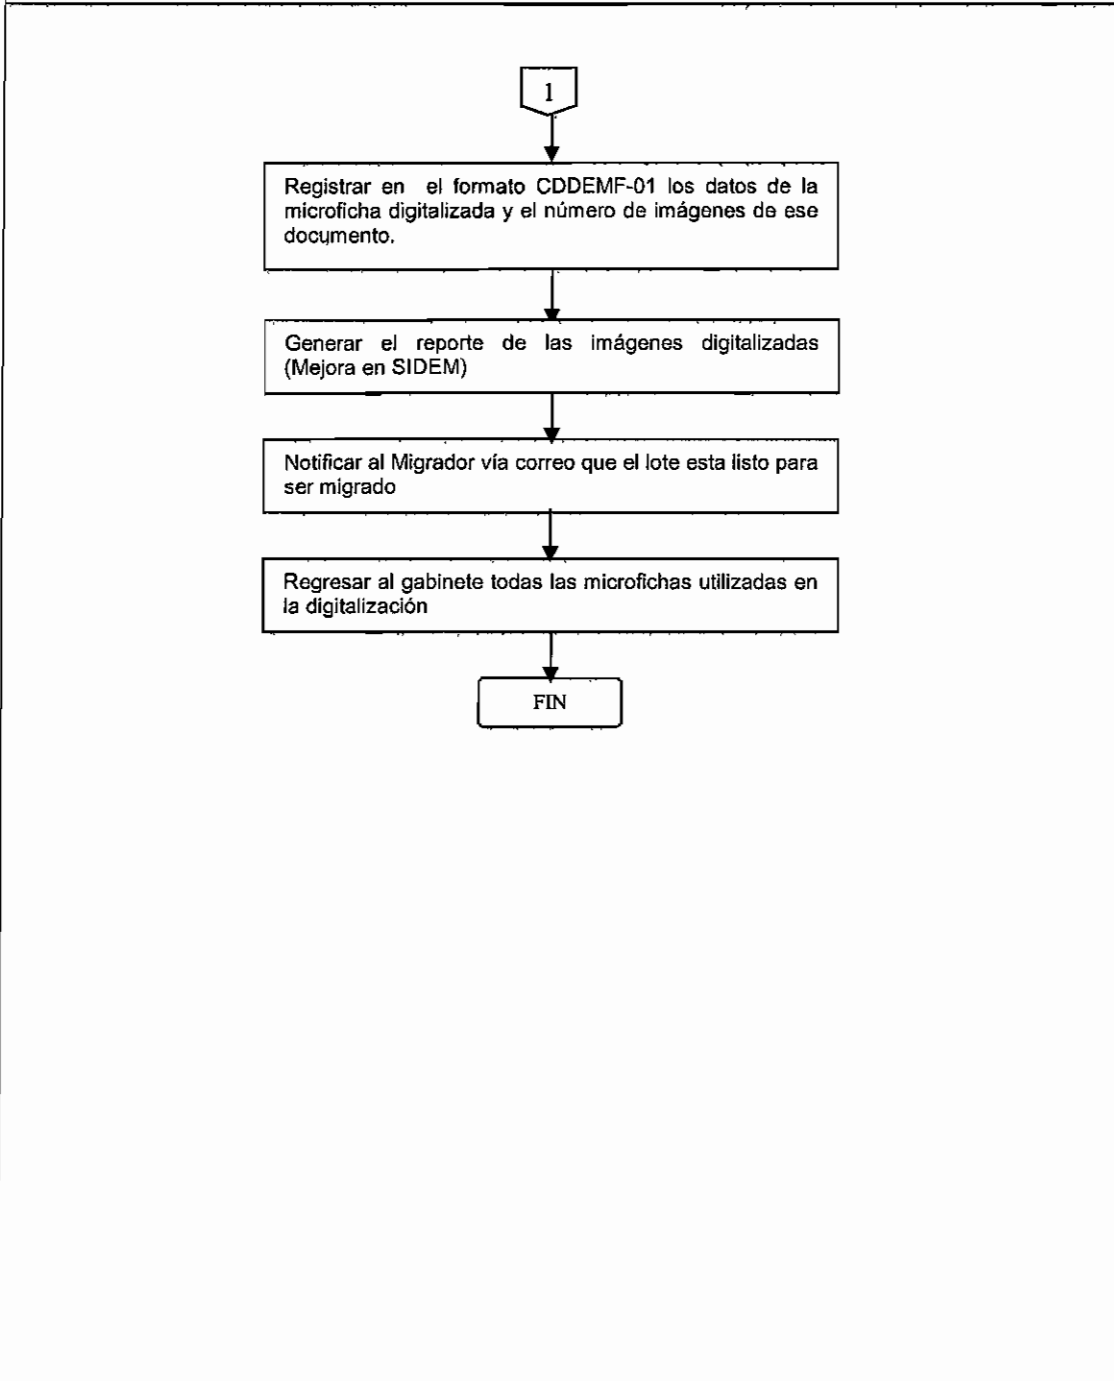 1
Registrar en el formato CDDEMF-01 los datos de la
microficha digitalizada y el número de imágenes de ese
documento.
Generar el reporte de las imágenes digitalizadas
(Mejora en SIDEM)
Notificar al Migrador vía correo que el lote esta listo para
ser migrado
Regresar al gabinete todas las microfichas utilizadas en
la digitalización
FIN